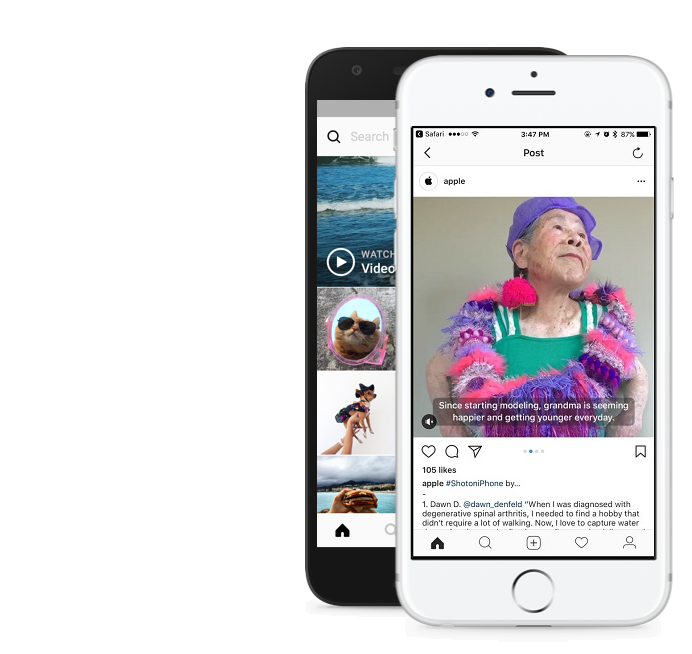 Search
WATCH
Video
Safari
3:47 PM
87%
Post
apple
Since starting modeling, grandma is seeming
happier and getting younger everyday.
105 likes
apple #ShotoniPhone by...
-
1. Dawn D. @dawn_denfeld “When I was diagnosed with
degenerative spinal arthritis, I needed to find a hobby that
didn't require a lot of walking. Now, I love to capture water